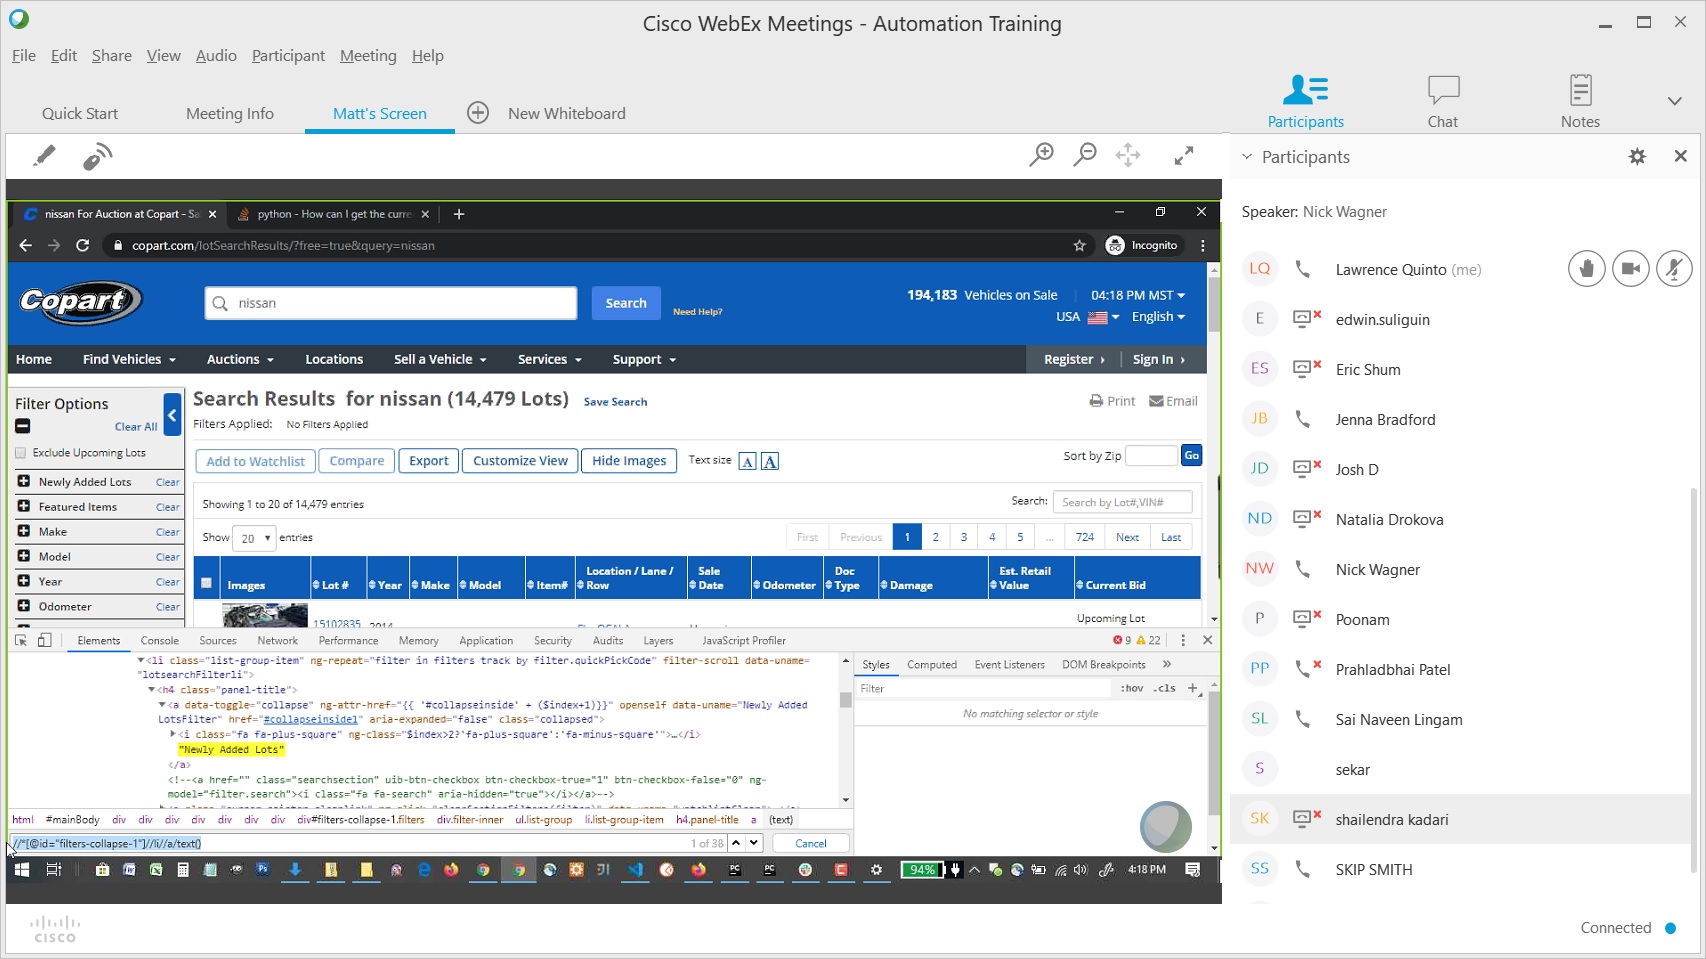 Cisco WebEx Meetings - Automation Training
File Edit Share View Audio Participant Meeting Help
Quick Start Meeting Info Matt's Screen New Whiteboard
Participants Chat Notes
Participants
Speaker: Nick Wagner
LQ Lawrence Quinto (me)
E edwin.suliguin
ES Eric Shum
JB Jenna Bradford
JD Josh D
ND Natalia Drokova
NW Nick Wagner
P Poonam
PP Prahladbhai Patel
SL Sai Naveen Lingam
S sekar
SK shailendra kadari
SS SKIP SMITH
nissan For Auction at Copart - Sa python - How can I get the curre
copart.com/lotSearchResults/?free=true&query=nissan Incognito
Copart nissan Search Need Help? 194,183 Vehicles on Sale 04:18 PM MST
USA English
Home Find Vehicles Auctions Locations Sell a Vehicle Services Support Register Sign In
Filter Options
Clear All
Exclude Upcoming Lots
Newly Added Lots Clear
Featured Items Clear
Make Clear
Model Clear
Year Clear
Odometer Clear
Search Results for nissan (14,479 Lots) Save Search Print Email
Filters Applied: No Filters Applied
Add to Watchlist Compare Export Customize View Hide Images Text size A A Sort by Zip Go
Showing 1 to 20 of 14,479 entries Search: Search by Lot#,VIN#
Show 20 entries First Previous 1 2 3 4 5 ... 724 Next Last
Images Lot # Year Make Model Item# Location / Lane / Row Sale Date Odometer Doc Type Damage Est. Retail Value Current Bid
15102835 2014 Upcoming Lot
Elements Console Sources Network Performance Memory Application Security Audits Layers JavaScript Profiler 9 22
<li class="list-group-item" ng-repeat="filter in filters track by filter.quickPickCode" filter-scroll data-uname=
"lotsearchFilterli">
<h4 class="panel-title">
<a data-toggle="collapse" ng-attr-href="{{ '#collapseinside' + ($index+1)}}" openself data-uname="Newly Added
LotsFilter" href="#collapseinside1" aria-expanded="false" class="collapsed">
<i class="fa fa-plus-square" ng-class="$index>2?'fa-plus-square':'fa-minus-square'">…</i>
"Newly Added Lots"
</a>
<!--<a href="" class="searchsection" uib-btn-checkbox btn-checkbox-true="1" btn-checkbox-false="0" ng-
model="filter.search"><i class="fa fa-search" aria-hidden="true"></i></a>-->
Styles Computed Event Listeners DOM Breakpoints »
Filter :hov .cls +
No matching selector or style
html #mainBody div div div div div div div div#filters-collapse-1.filters div.filter-inner ul.list-group li.list-group-item h4.panel-title a (text)
//*[@id="filters-collapse-1"]//li//a/text() 1 of 38 Cancel
94% 4:18 PM
CISCO
Connected